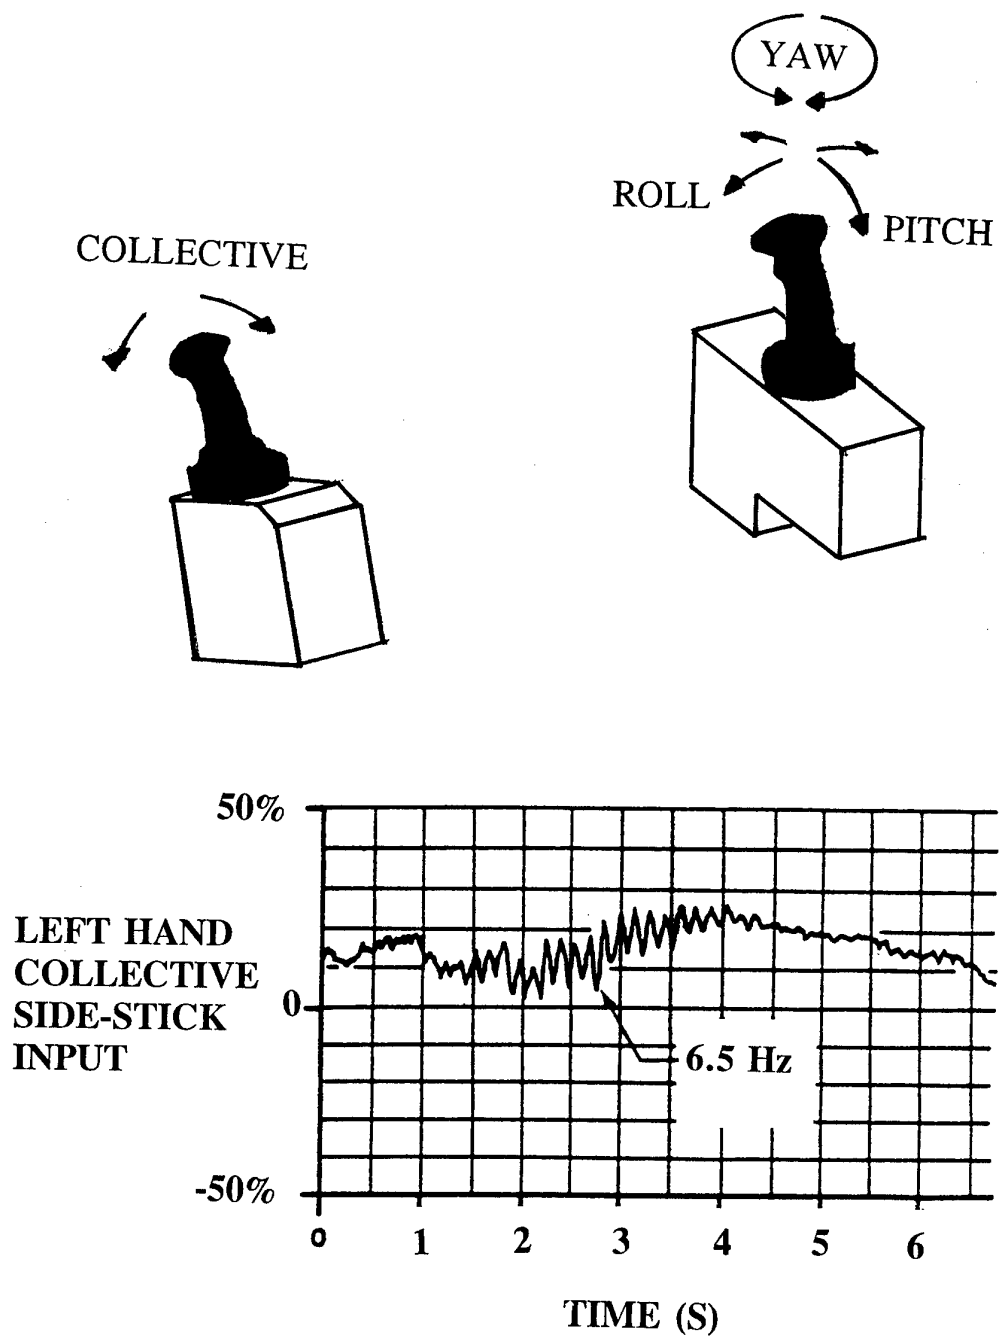 YAW
ROLL
PITCH
COLLECTIVE
50%
LEFT HAND
COLLECTIVE
SIDE-STICK
INPUT
0
6.5 Hz
-50%
0 1 2 3 4 5 6
TIME (S)